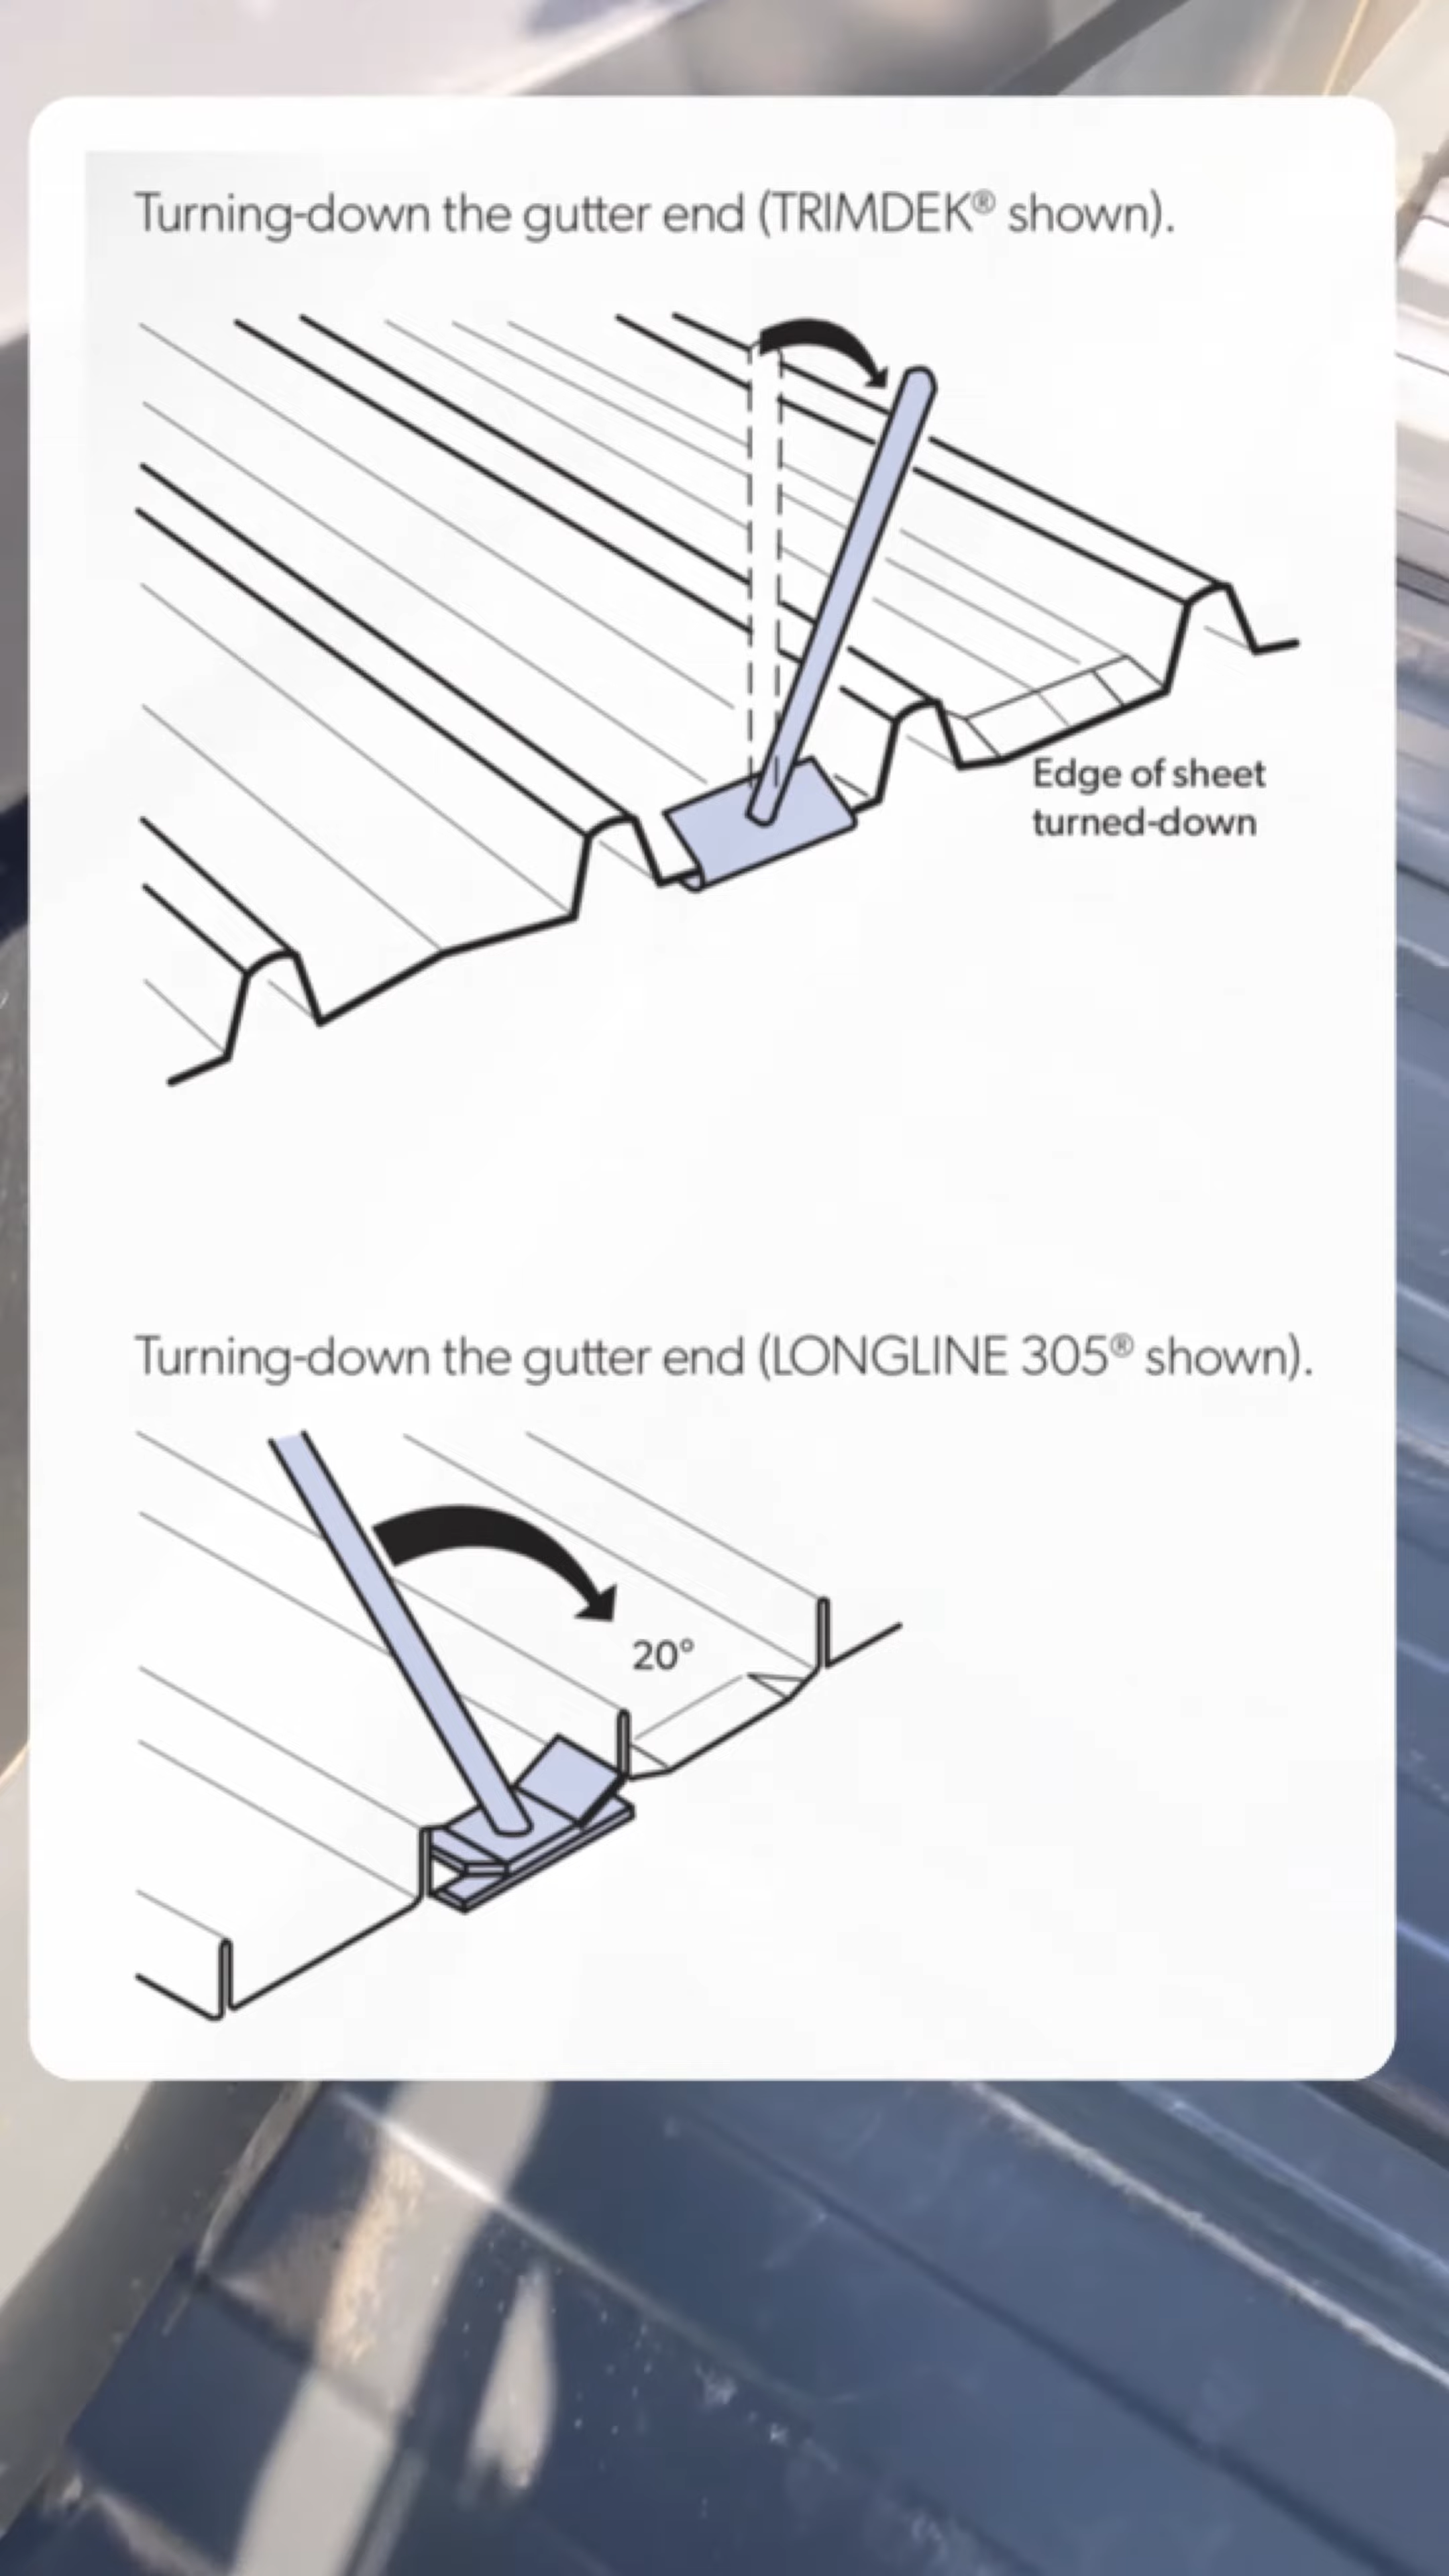 Turning-down the gutter end (TRIMDEK® shown).
Edge of sheet
turned-down
Turning-down the gutter end (LONGLINE 305® shown).
20°